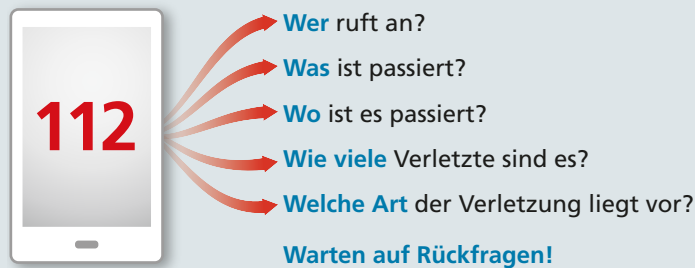 112
Wer ruft an?
Was ist passiert?
Wo ist es passiert?
Wie viele Verletzte sind es?
Welche Art der Verletzung liegt vor?
Warten auf Rückfragen!